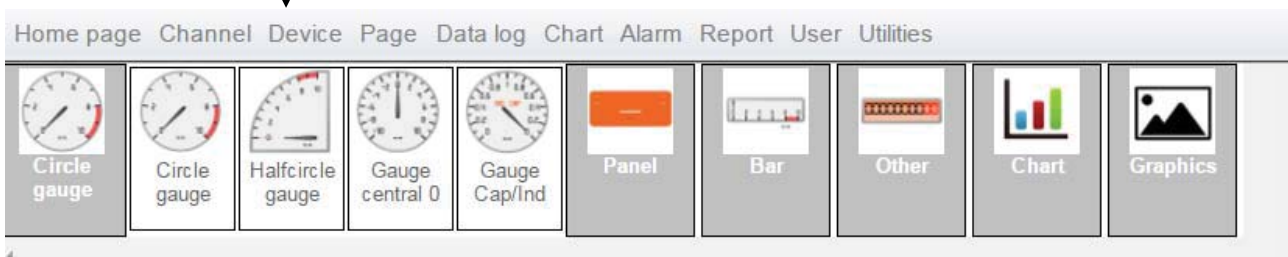 Home page Channel Device Page Data log Chart Alarm Report User Utilities
Circle
gauge
Circle
gauge
Halfcircle
gauge
Gauge
central 0
Gauge
Cap/Ind
Panel
Bar
Other
Chart
Graphics